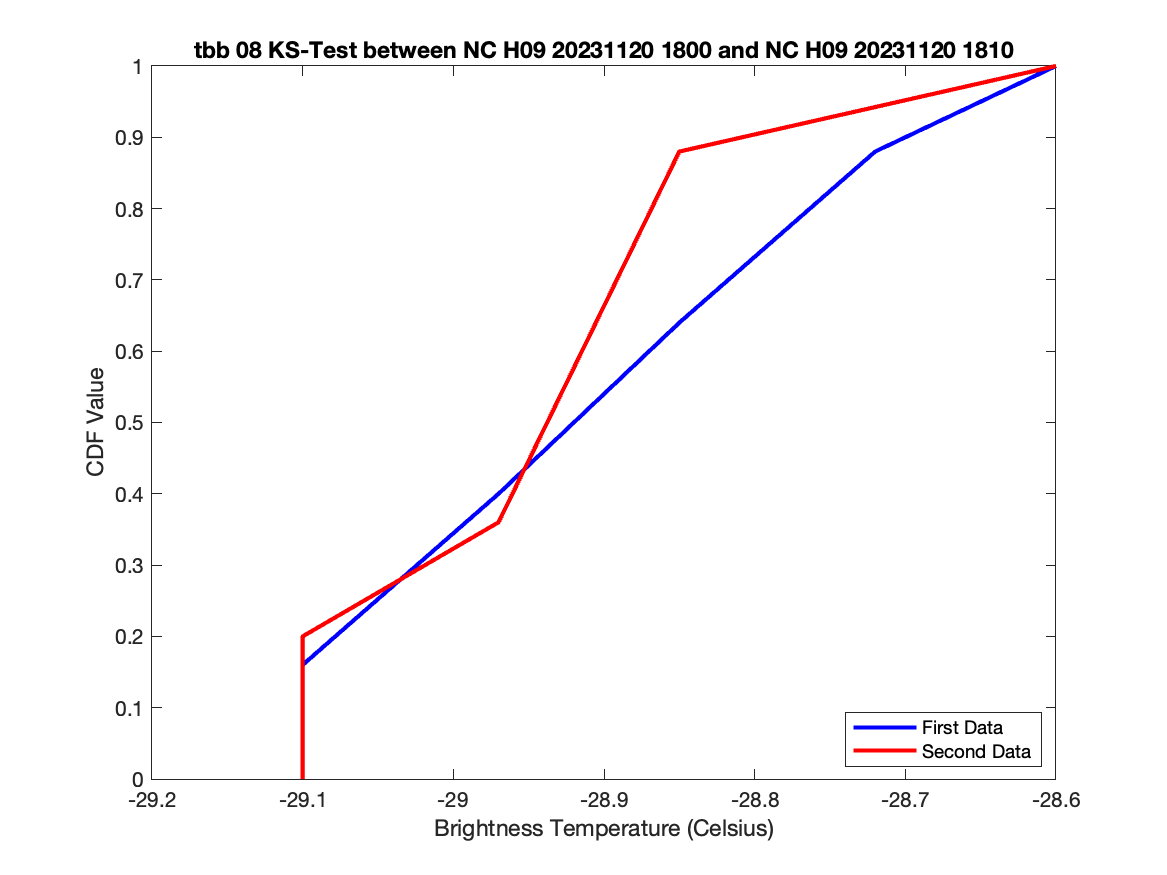 tbb 08 KS-Test between NC H09 20231120 1800 and NC H09 20231120 1810
1
0.9
0.8
0.7
0.6
0.5
0.4
0.3
0.2
0.1
0
CDF Value
First Data
Second Data
-29.2 -29.1 -29 -28.9 -28.8 -28.7 -28.6
Brightness Temperature (Celsius)